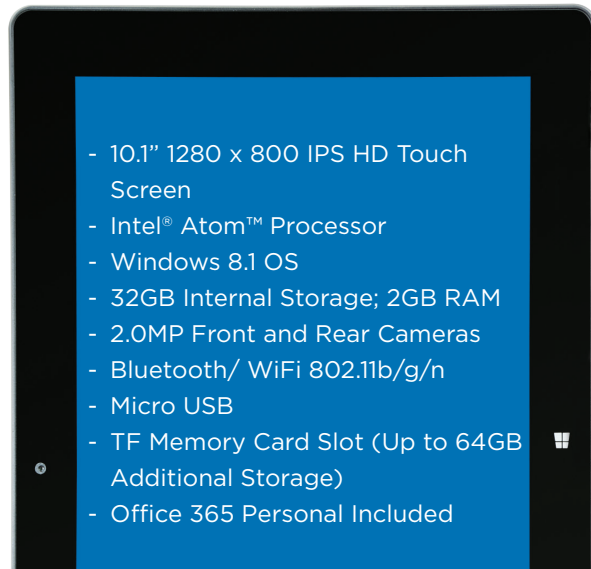 - 10.1” 1280 x 800 IPS HD Touch
Screen
- Intel® Atom™ Processor
- Windows 8.1 OS
- 32GB Internal Storage; 2GB RAM
- 2.0MP Front and Rear Cameras
- Bluetooth/ WiFi 802.11b/g/n
- Micro USB
- TF Memory Card Slot (Up to 64GB
Additional Storage)
- Office 365 Personal Included